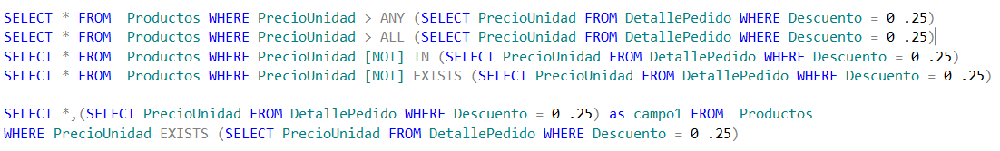 SELECT * FROM  Productos WHERE PrecioUnidad > ANY (SELECT PrecioUnidad FROM DetallePedido WHERE Descuento = 0 .25)
SELECT * FROM  Productos WHERE PrecioUnidad > ALL (SELECT PrecioUnidad FROM DetallePedido WHERE Descuento = 0 .25)
SELECT * FROM  Productos WHERE PrecioUnidad [NOT] IN (SELECT PrecioUnidad FROM DetallePedido WHERE Descuento = 0 .25)
SELECT * FROM  Productos WHERE PrecioUnidad [NOT] EXISTS (SELECT PrecioUnidad FROM DetallePedido WHERE Descuento = 0 .25)
SELECT *,(SELECT PrecioUnidad FROM DetallePedido WHERE Descuento = 0 .25) as campo1 FROM  Productos
WHERE PrecioUnidad EXISTS (SELECT PrecioUnidad FROM DetallePedido WHERE Descuento = 0 .25)